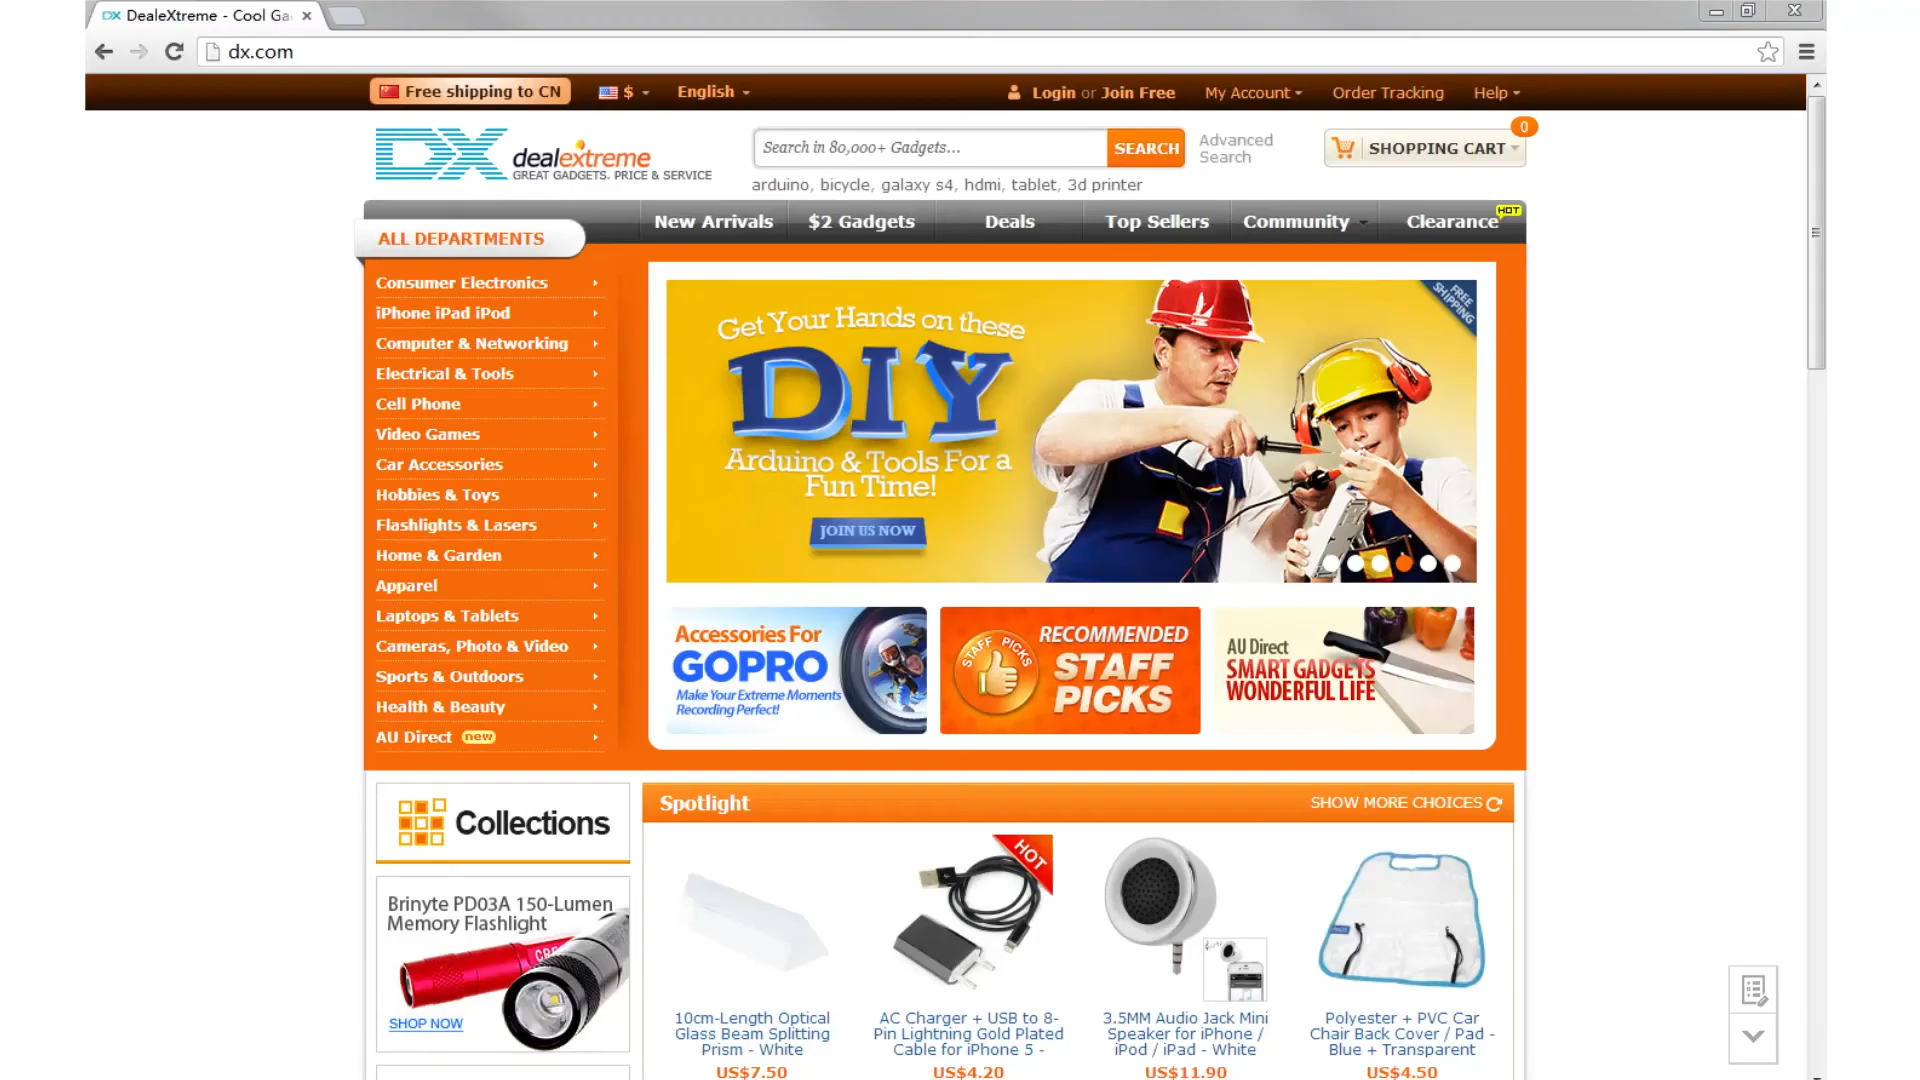 DX DealeXtreme - Cool Ga
dx.com
Free shipping to CN
$
English
Login or Join Free
My Account
Order Tracking
Help
DX dealextreme
GREAT GADGETS. PRICE & SERVICE
Search in 80,000+ Gadgets...
SEARCH
Advanced
Search
0
SHOPPING CART
arduino, bicycle, galaxy s4, hdmi, tablet, 3d printer
ALL DEPARTMENTS
New Arrivals
$2 Gadgets
Deals
Top Sellers
Community
Clearance
HOT
Consumer Electronics
iPhone iPad iPod
Computer & Networking
Electrical & Tools
Cell Phone
Video Games
Car Accessories
Hobbies & Toys
Flashlights & Lasers
Home & Garden
Apparel
Laptops & Tablets
Cameras, Photo & Video
Sports & Outdoors
Health & Beauty
AU Direct new
Get Your Hands on these
DIY
Arduino & Tools For a
Fun Time!
JOIN US NOW
FREE
SHIPPING
Accessories For
GOPRO
Make Your Extreme Moments
Recording Perfect!
STAFF PICKS
RECOMMENDED
STAFF
PICKS
AU Direct
SMART GADGETS
WONDERFUL LIFE
Collections
Brinyte PD03A 150-Lumen
Memory Flashlight
CRE
SHOP NOW
Spotlight
SHOW MORE CHOICES
HOT
10cm-Length Optical
Glass Beam Splitting
Prism - White
US$7.50
AC Charger + USB to 8-
Pin Lightning Gold Plated
Cable for iPhone 5 -
US$4.20
3.5MM Audio Jack Mini
Speaker for iPhone /
iPod / iPad - White
US$11.90
Polyester + PVC Car
Chair Back Cover / Pad -
Blue + Transparent
US$4.50